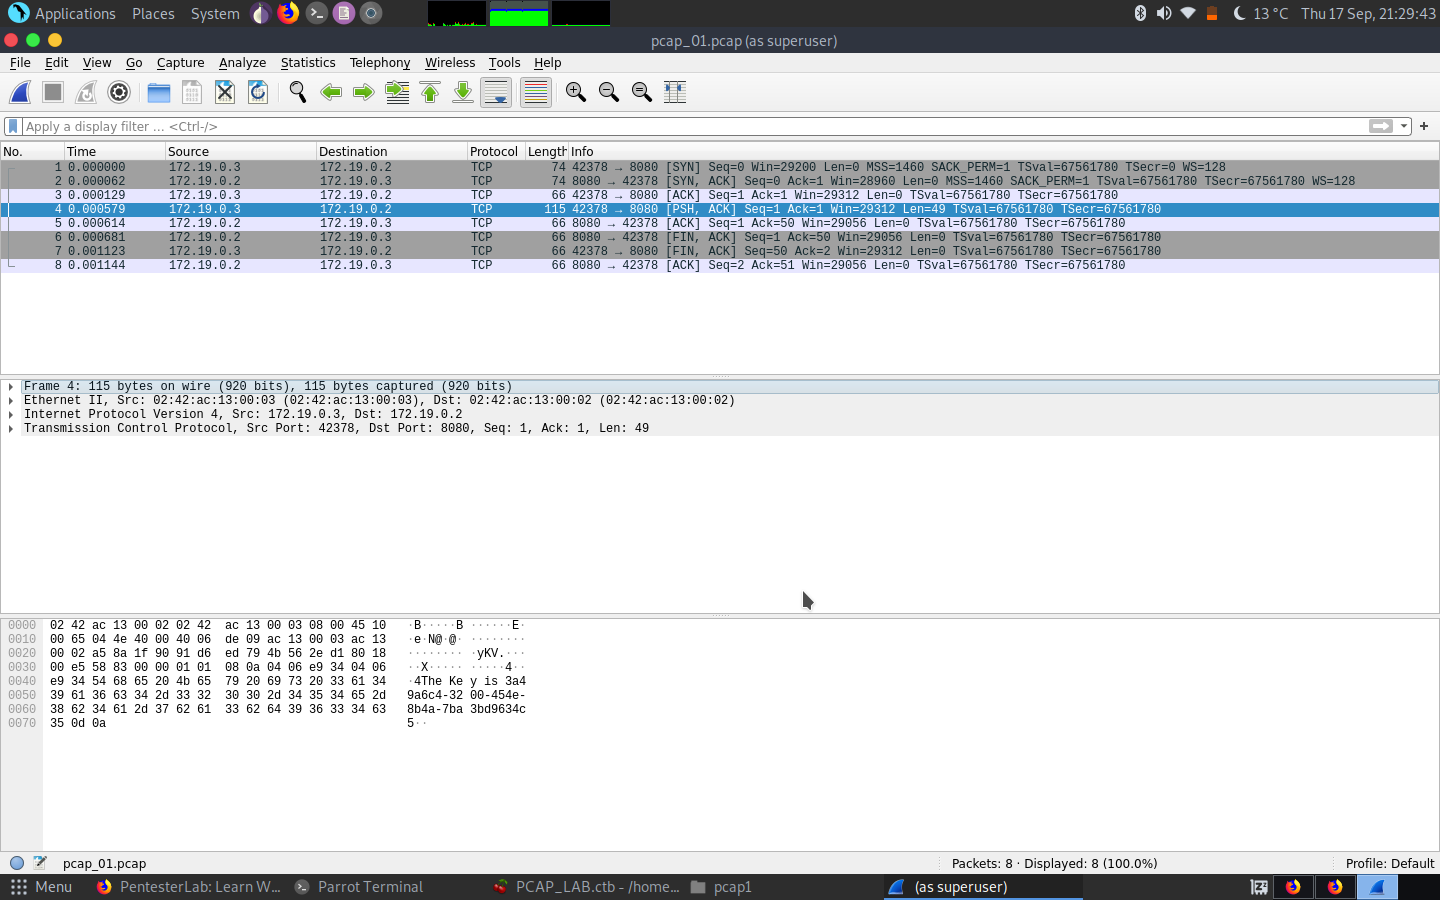 Applications Places System 13 °C Thu 17 Sep, 21:29:43
pcap_01.pcap (as superuser)
File Edit View Go Capture Analyze Statistics Telephony Wireless Tools Help
Apply a display filter ... <Ctrl-/> +
No. Time Source Destination Protocol Length Info
1 0.000000 172.19.0.3 172.19.0.2 TCP 74 42378 → 8080 [SYN] Seq=0 Win=29200 Len=0 MSS=1460 SACK_PERM=1 TSval=67561780 TSecr=0 WS=128
2 0.000062 172.19.0.2 172.19.0.3 TCP 74 8080 → 42378 [SYN, ACK] Seq=0 Ack=1 Win=28960 Len=0 MSS=1460 SACK_PERM=1 TSval=67561780 TSecr=67561780 WS=128
3 0.000129 172.19.0.3 172.19.0.2 TCP 66 42378 → 8080 [ACK] Seq=1 Ack=1 Win=29312 Len=0 TSval=67561780 TSecr=67561780
4 0.000579 172.19.0.3 172.19.0.2 TCP 115 42378 → 8080 [PSH, ACK] Seq=1 Ack=1 Win=29312 Len=49 TSval=67561780 TSecr=67561780
5 0.000614 172.19.0.2 172.19.0.3 TCP 66 8080 → 42378 [ACK] Seq=1 Ack=50 Win=29056 Len=0 TSval=67561780 TSecr=67561780
6 0.000681 172.19.0.2 172.19.0.3 TCP 66 8080 → 42378 [FIN, ACK] Seq=1 Ack=50 Win=29056 Len=0 TSval=67561780 TSecr=67561780
7 0.001123 172.19.0.3 172.19.0.2 TCP 66 42378 → 8080 [FIN, ACK] Seq=50 Ack=2 Win=29312 Len=0 TSval=67561780 TSecr=67561780
8 0.001144 172.19.0.2 172.19.0.3 TCP 66 8080 → 42378 [ACK] Seq=2 Ack=51 Win=29056 Len=0 TSval=67561780 TSecr=67561780
Frame 4: 115 bytes on wire (920 bits), 115 bytes captured (920 bits)
Ethernet II, Src: 02:42:ac:13:00:03 (02:42:ac:13:00:03), Dst: 02:42:ac:13:00:02 (02:42:ac:13:00:02)
Internet Protocol Version 4, Src: 172.19.0.3, Dst: 172.19.0.2
Transmission Control Protocol, Src Port: 42378, Dst Port: 8080, Seq: 1, Ack: 1, Len: 49
0000 02 42 ac 13 00 02 02 42 ac 13 00 03 08 00 45 10 ·B·····B ······E·
0010 00 65 04 4e 40 00 40 06 de 09 ac 13 00 03 ac 13 ·e·N@·@· ········
0020 00 02 a5 8a 1f 90 91 d6 ed 79 4b 56 2e d1 80 18 ········ ·yKV.···
0030 00 e5 58 83 00 00 01 01 08 0a 04 06 e9 34 04 06 ··X····· ·····4··
0040 e9 34 54 68 65 20 4b 65 79 20 69 73 20 33 61 34 ·4The Ke y is 3a4
0050 39 61 36 63 34 2d 33 32 30 30 2d 34 35 34 65 2d 9a6c4-32 00-454e-
0060 38 62 34 61 2d 37 62 61 33 62 64 39 36 33 34 63 8b4a-7ba 3bd9634c
0070 35 0d 0a 5··
pcap_01.pcap Packets: 8 · Displayed: 8 (100.0%) Profile: Default
Menu PentesterLab: Learn W... Parrot Terminal PCAP_LAB.ctb - /home... pcap1 (as superuser)